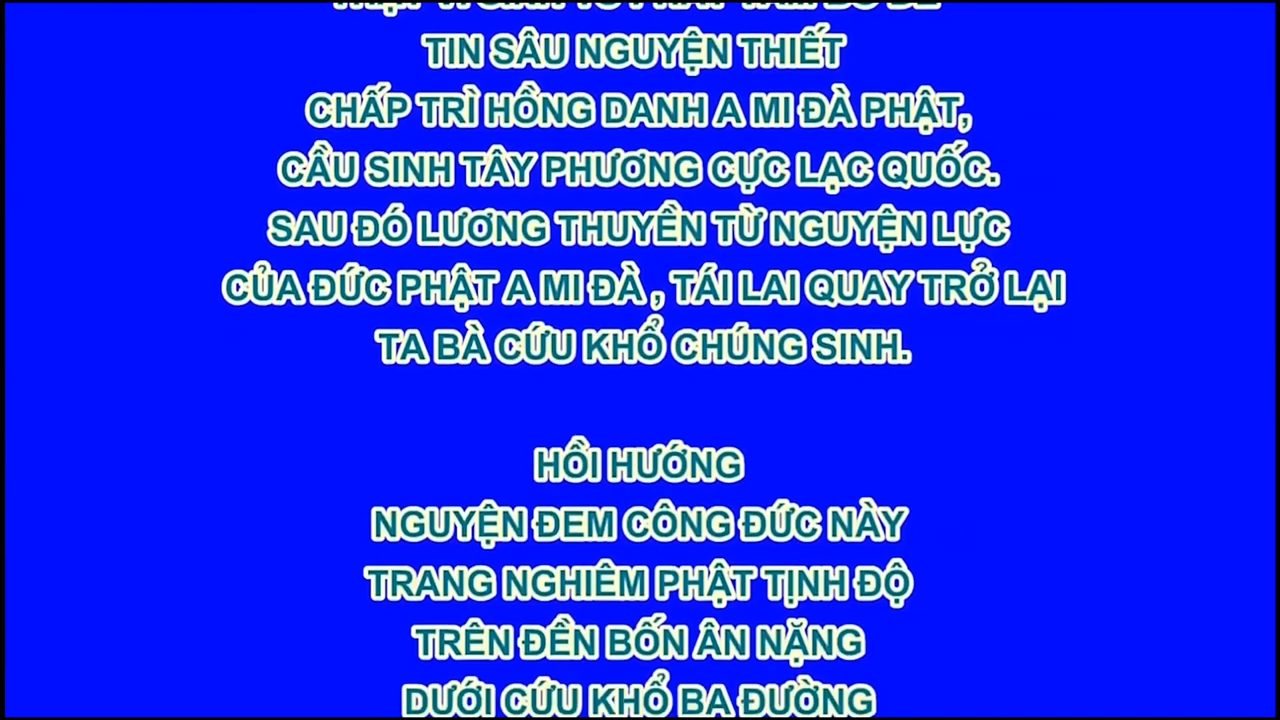 TIN SÂU NGUYỆN THIẾT
CHẤP TRÌ HỒNG DANH A MI ĐÀ PHẬT,
CẦU SINH TÂY PHƯƠNG CỰC LẠC QUỐC.
SAU ĐÓ LƯƠNG THUYỀN TỪ NGUYỆN LỰC
CỦA ĐỨC PHẬT A MI ĐÀ , TÁI LAI QUAY TRỞ LẠI
TA BÀ CỨU KHỔ CHÚNG SINH.
HỒI HƯỚNG
NGUYỆN ĐEM CÔNG ĐỨC NÀY
TRANG NGHIÊM PHẬT TỊNH ĐỘ
TRÊN ĐỀN BỐN ÂN NẶNG
DƯỚI CỨU KHỔ BA ĐƯỜNG